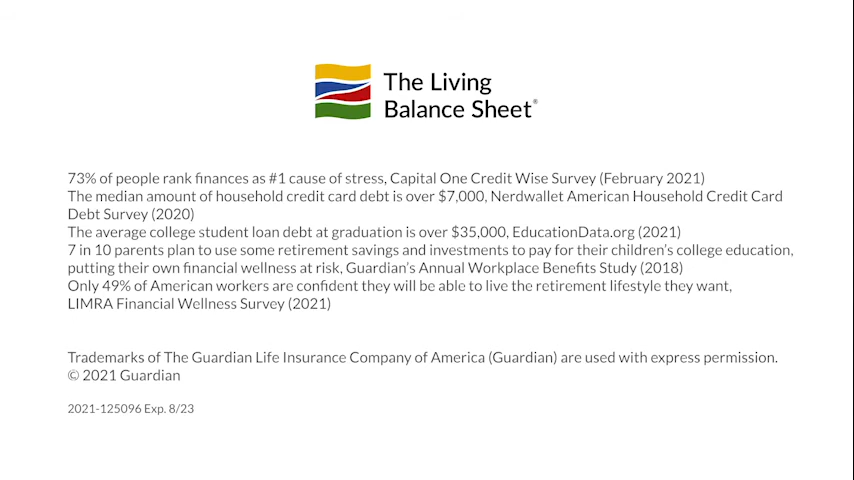 The Living
Balance Sheet®
73% of people rank finances as #1 cause of stress, Capital One Credit Wise Survey (February 2021)
The median amount of household credit card debt is over $7,000, Nerdwallet American Household Credit Card
Debt Survey (2020)
The average college student loan debt at graduation is over $35,000, EducationData.org (2021)
7 in 10 parents plan to use some retirement savings and investments to pay for their children’s college education,
putting their own financial wellness at risk, Guardian’s Annual Workplace Benefits Study (2018)
Only 49% of American workers are confident they will be able to live the retirement lifestyle they want,
LIMRA Financial Wellness Survey (2021)
Trademarks of The Guardian Life Insurance Company of America (Guardian) are used with express permission.
© 2021 Guardian
2021-125096 Exp. 8/23